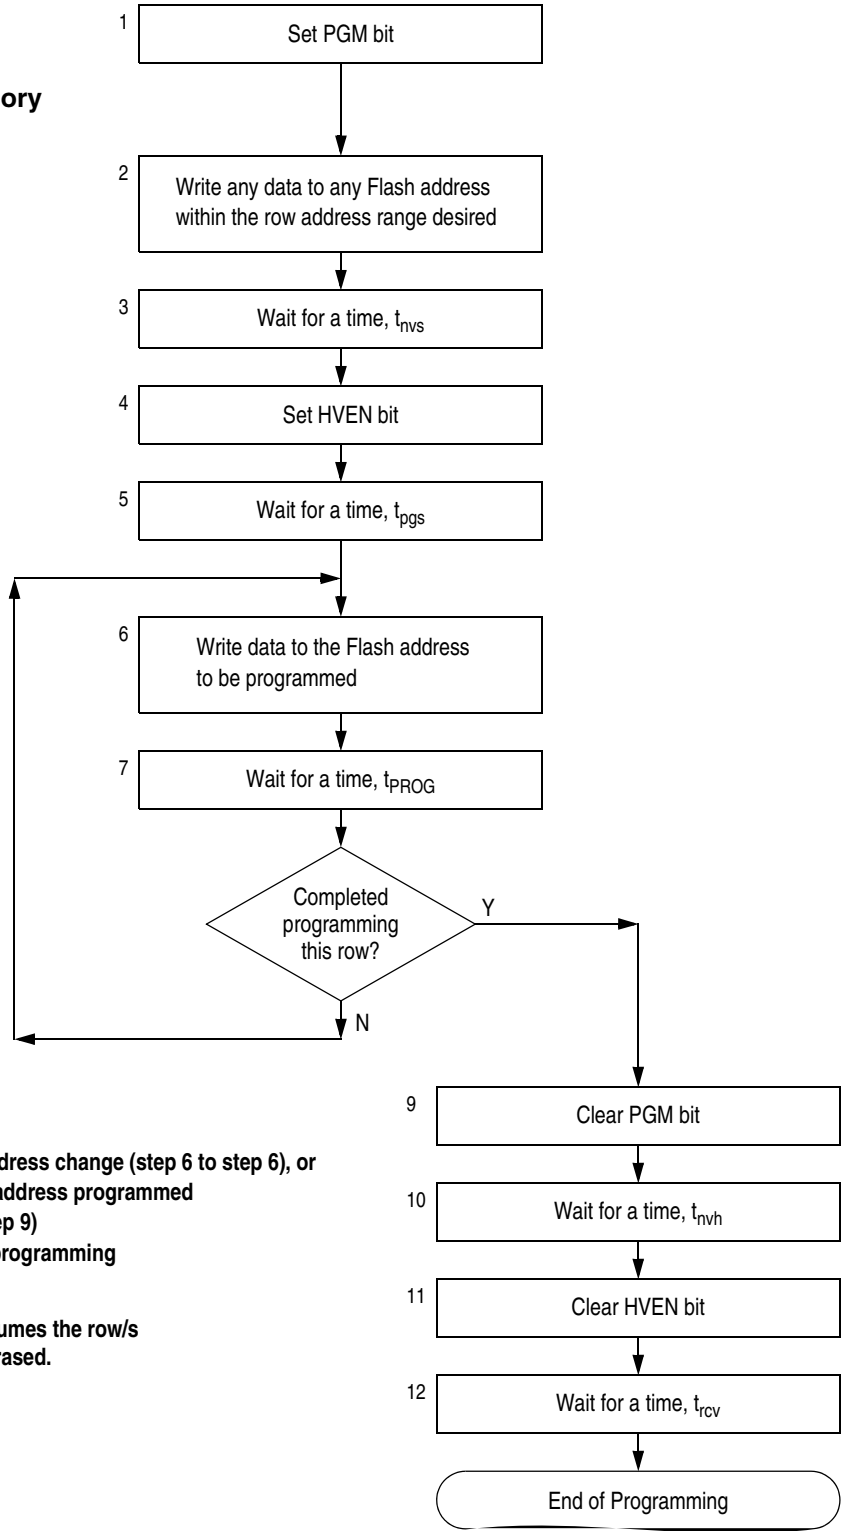 1
Set PGM bit
ory
2
Write any data to any Flash address
within the row address range desired
3
Wait for a time, tnvs
4
Set HVEN bit
5
Wait for a time, tpgs
6
Write data to the Flash address
to be programmed
7
Wait for a time, tPROG
Completed
programming
this row?
Y
N
9
Clear PGM bit
dress change (step 6 to step 6), or
address programmed
ep 9)
programming
10
Wait for a time, tnvh
11
Clear HVEN bit
umes the row/s
rased.
12
Wait for a time, trcv
End of Programming